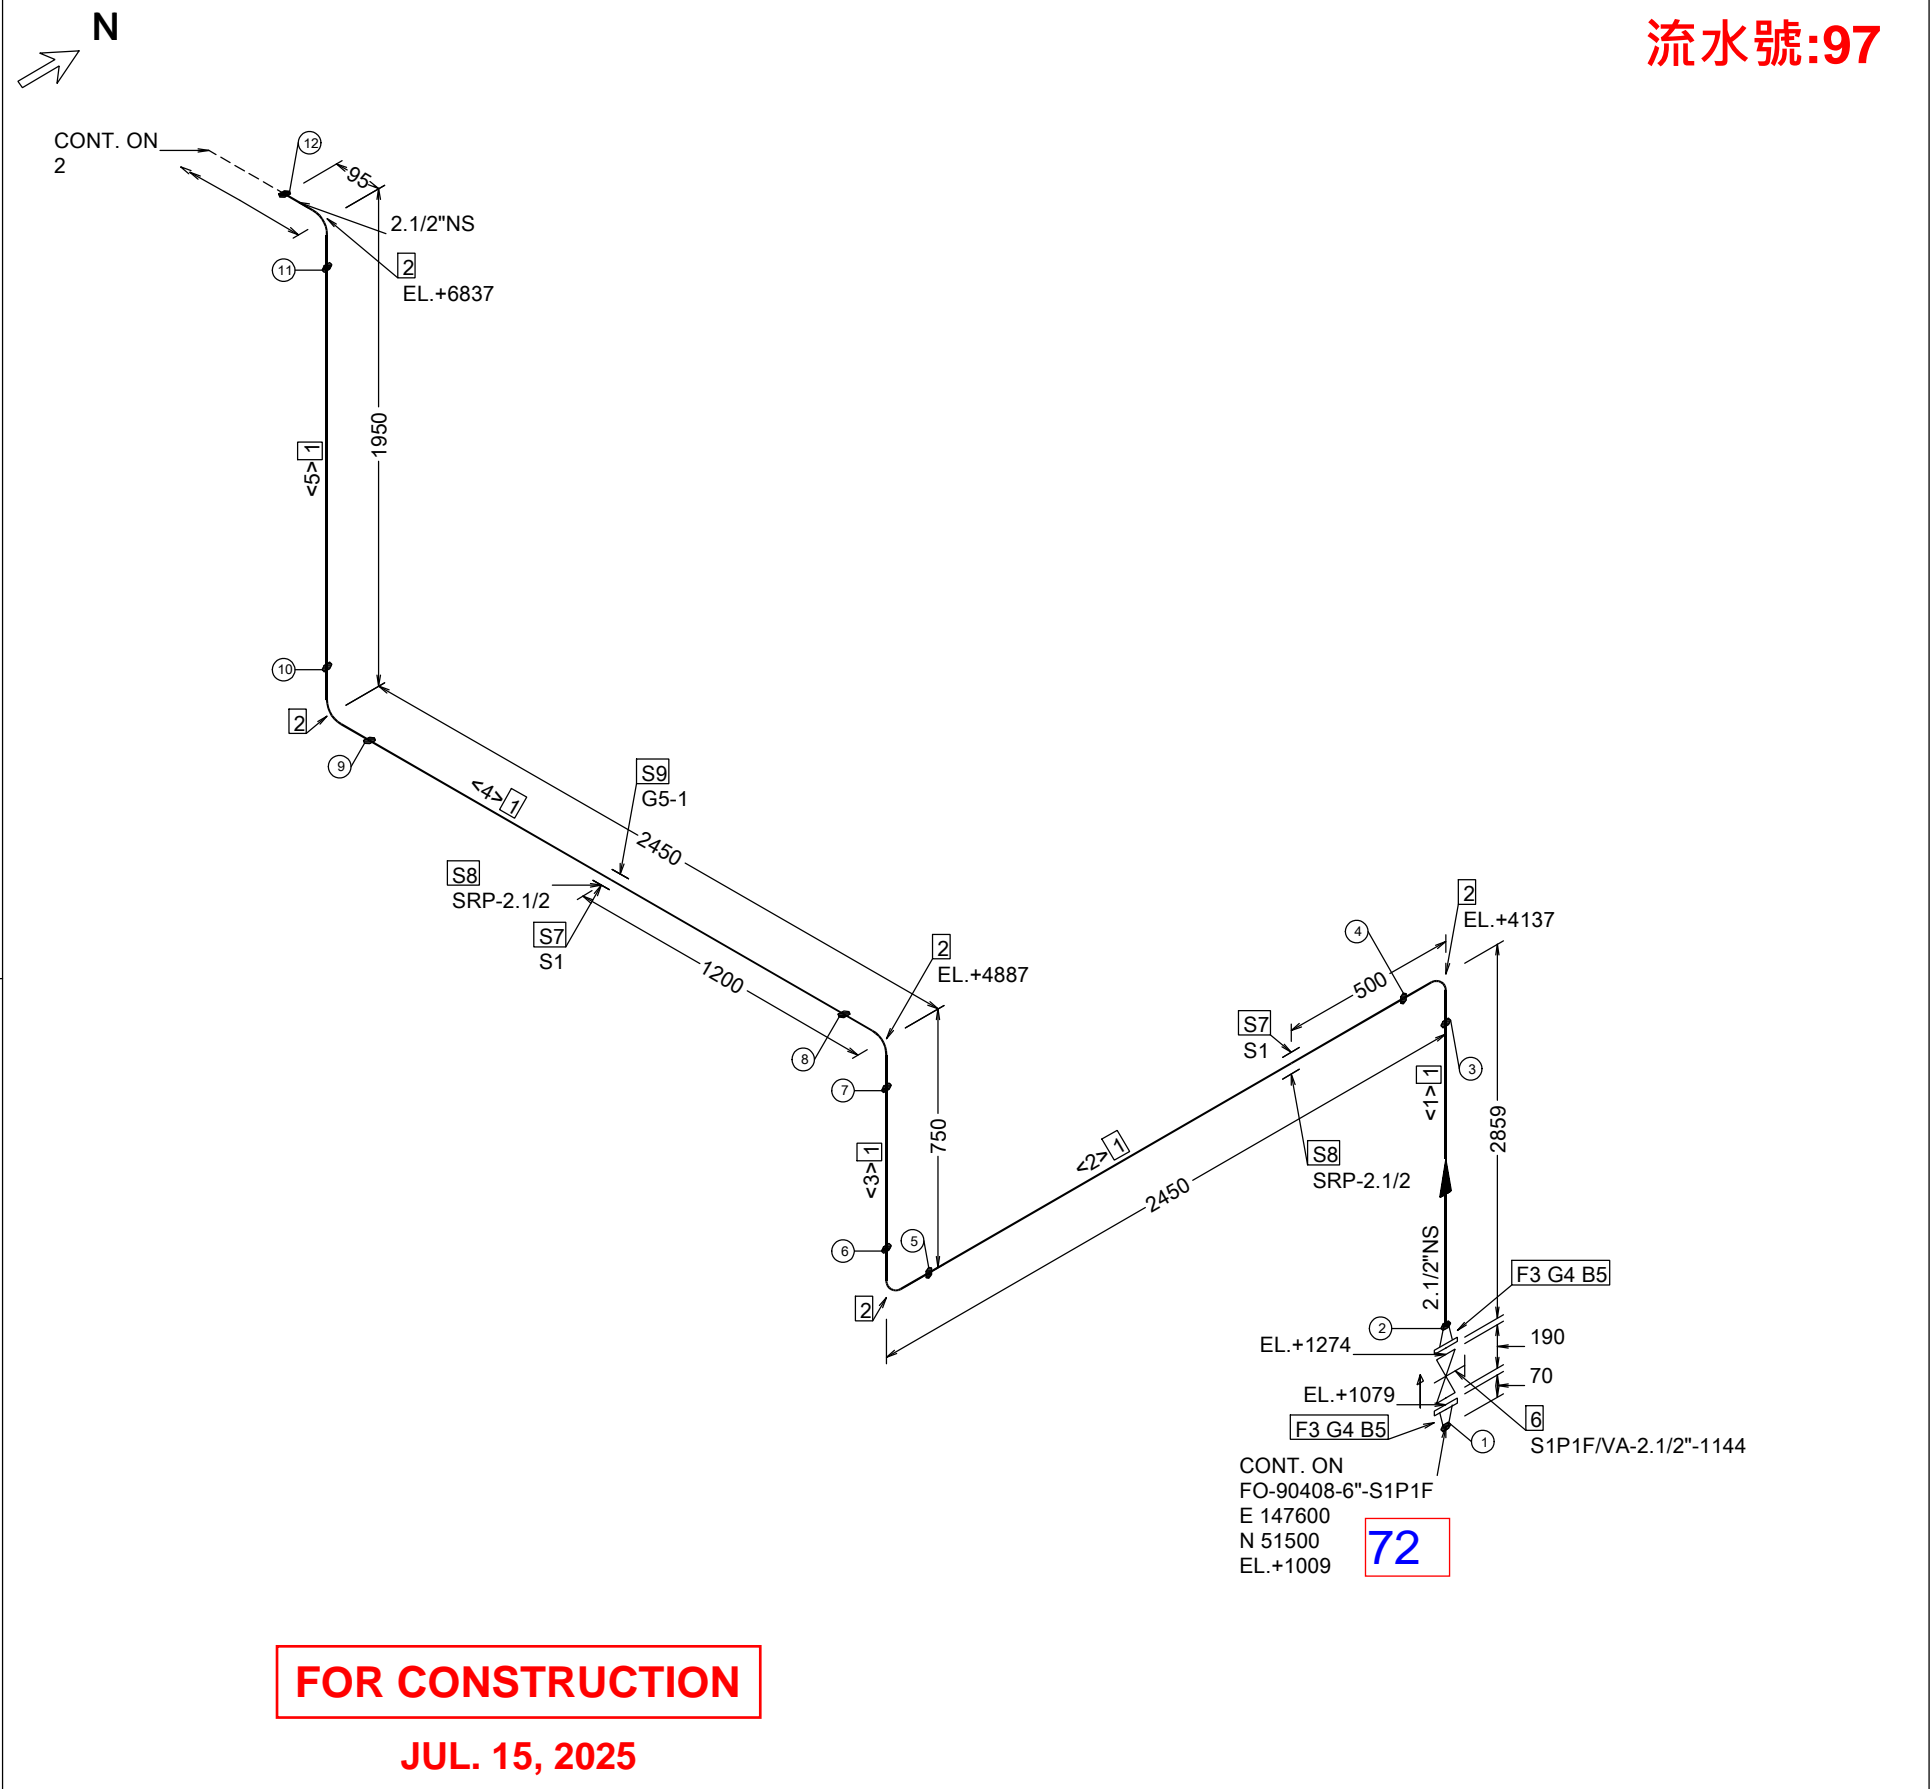 N
流水號:97
CONT. ON
2
12
95
2.1/2"NS
2
EL.+6837
11
1950
<5> 1
10
2
9
<4> 1
S9
G5-1
2450
S8
SRP-2.1/2
S7
S1
1200
2
EL.+4887
8
7
750
<3> 1
6
5
2
2
EL.+4137
4
500
S7
S1
3
<1> 1
2859
<2> 1
S8
SRP-2.1/2
2450
2.1/2"NS
F3 G4 B5
2
EL.+1274
190
70
EL.+1079
F3 G4 B5
1
6
S1P1F/VA-2.1/2"-1144
CONT. ON
FO-90408-6"-S1P1F
E 147600
N 51500
EL.+1009
72
FOR CONSTRUCTION
JUL. 15, 2025